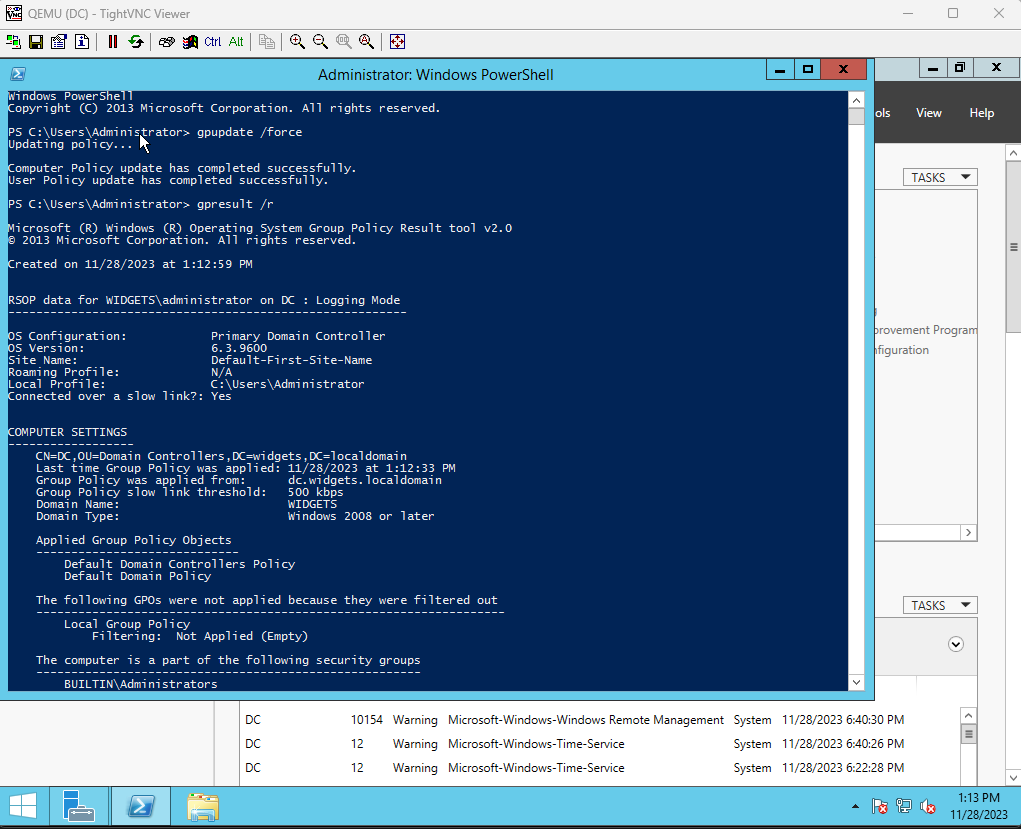 QEMU (DC) - TightVNC Viewer
Ctrl Alt
Administrator: Windows PowerShell
Windows PowerShell
Copyright (C) 2013 Microsoft Corporation. All rights reserved.
PS C:\Users\Administrator> gpupdate /force
Updating policy...
Computer Policy update has completed successfully.
User Policy update has completed successfully.
PS C:\Users\Administrator> gpresult /r
Microsoft (R) Windows (R) Operating System Group Policy Result tool v2.0
© 2013 Microsoft Corporation. All rights reserved.
Created on 11/28/2023 at 1:12:59 PM
RSOP data for WIDGETS\administrator on DC : Logging Mode
---------------------------------------------------------
OS Configuration: Primary Domain Controller
OS Version: 6.3.9600
Site Name: Default-First-Site-Name
Roaming Profile: N/A
Local Profile: C:\Users\Administrator
Connected over a slow link?: Yes
COMPUTER SETTINGS
------------------
CN=DC,OU=Domain Controllers,DC=widgets,DC=localdomain
Last time Group Policy was applied: 11/28/2023 at 1:12:33 PM
Group Policy was applied from: dc.widgets.localdomain
Group Policy slow link threshold: 500 kbps
Domain Name: WIDGETS
Domain Type: Windows 2008 or later
Applied Group Policy Objects
-----------------------------
Default Domain Controllers Policy
Default Domain Policy
The following GPOs were not applied because they were filtered out
-------------------------------------------------------------------
Local Group Policy
Filtering: Not Applied (Empty)
The computer is a part of the following security groups
-------------------------------------------------------
BUILTIN\Administrators
ols View Help
TASKS
provement Program
figuration
TASKS
DC 10154 Warning Microsoft-Windows-Windows Remote Management System 11/28/2023 6:40:30 PM
DC 12 Warning Microsoft-Windows-Time-Service System 11/28/2023 6:40:26 PM
DC 12 Warning Microsoft-Windows-Time-Service System 11/28/2023 6:22:28 PM
1:13 PM
11/28/2023